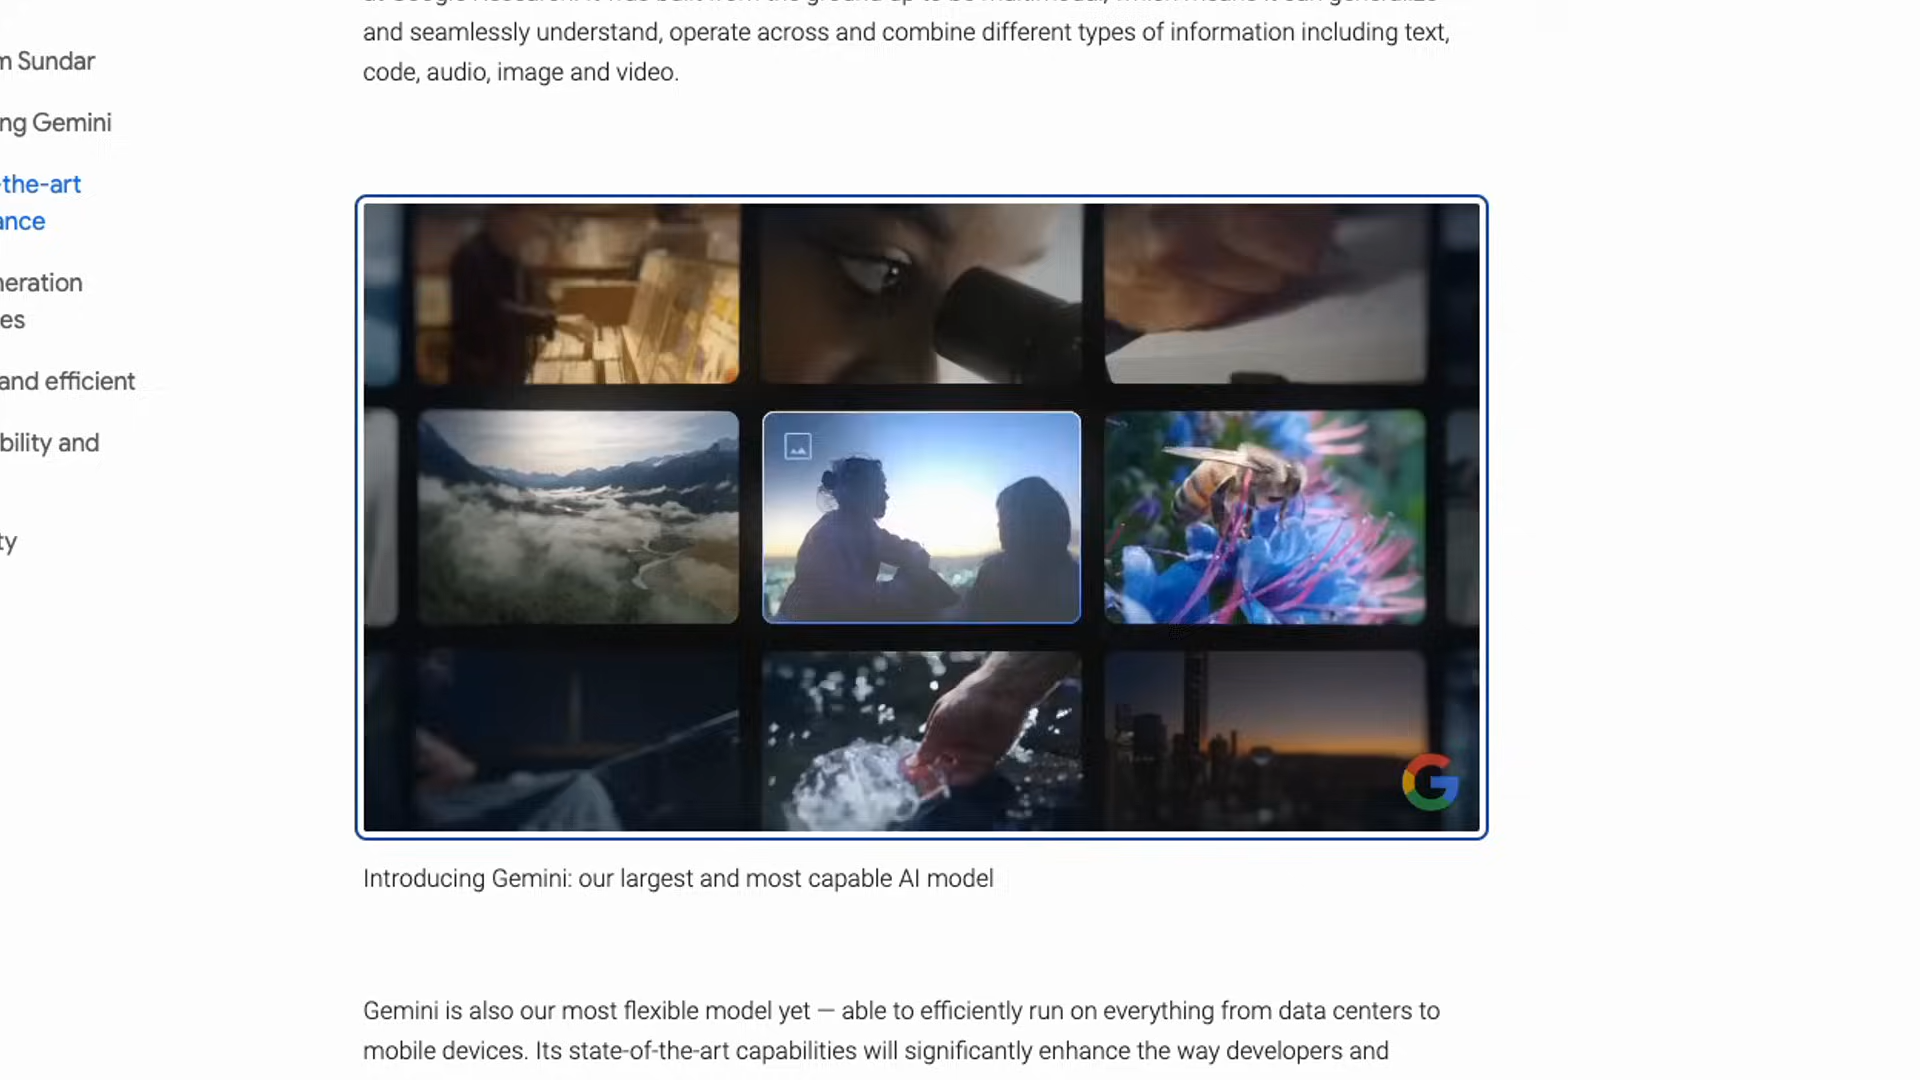 and seamlessly understand, operate across and combine different types of information including text,
code, audio, image and video.
m Sundar
ng Gemini
-the-art
ance
neration
es
and efficient
bility and
ty
Introducing Gemini: our largest and most capable AI model
Gemini is also our most flexible model yet — able to efficiently run on everything from data centers to
mobile devices. Its state-of-the-art capabilities will significantly enhance the way developers and